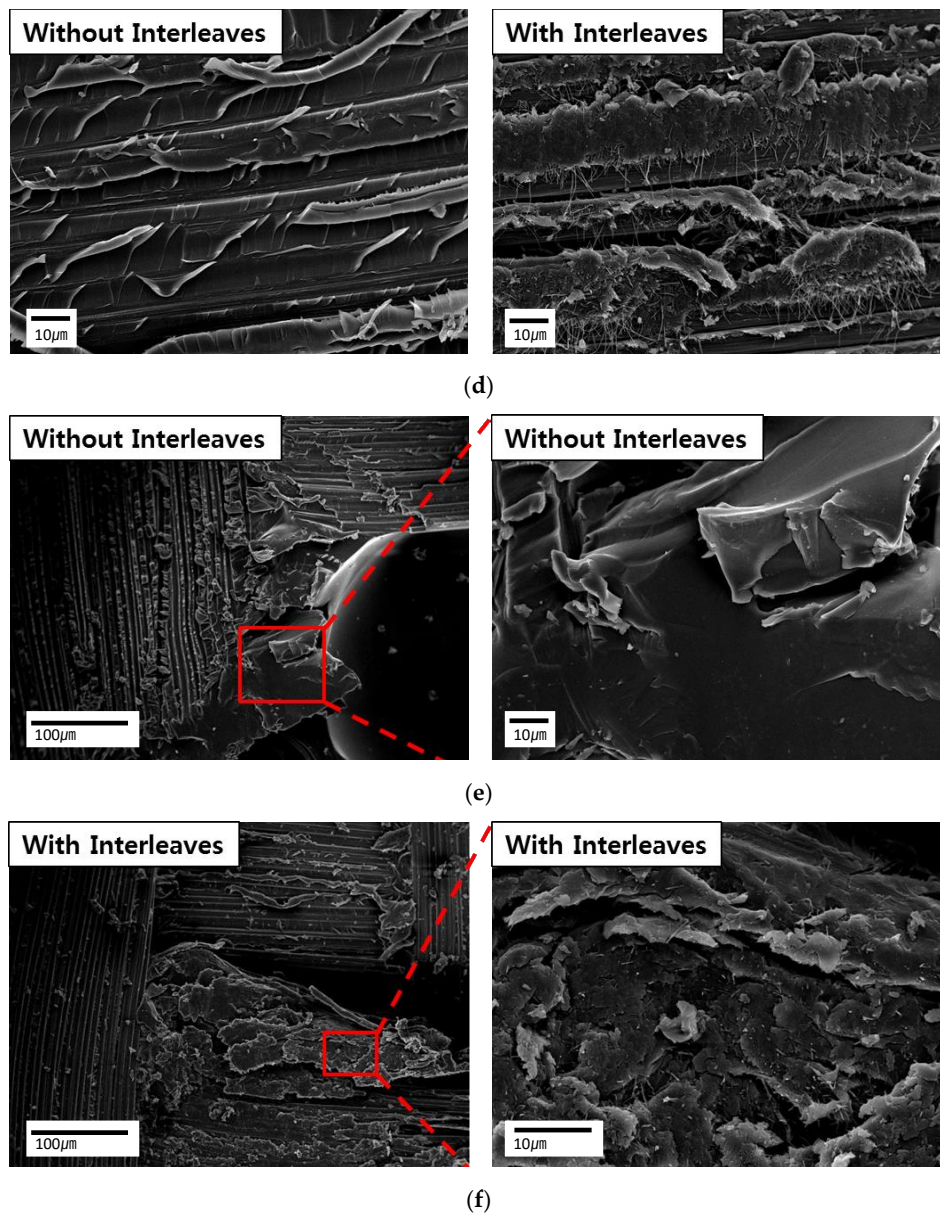 Without Interleaves
With Interleaves
10㎛
10㎛
(d)
Without Interleaves
Without Interleaves
100㎛
10㎛
(e)
With Interleaves
With Interleaves
100㎛
10㎛
(f)